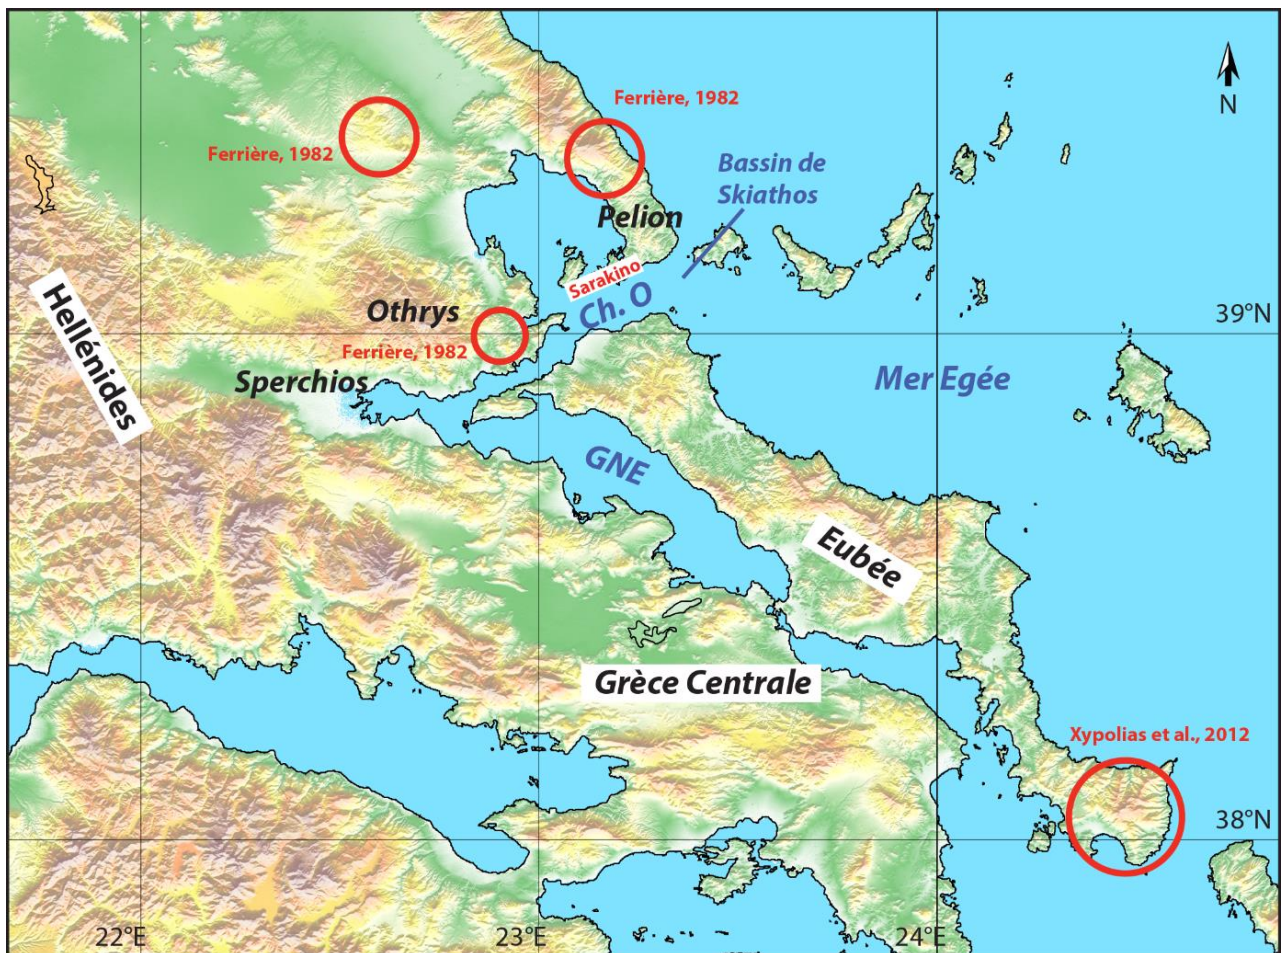 Ferrière, 1982
N
Ferrière, 1982
Bassin de
Skiathos
Pelion
Sarakino
Ch. O
Othrys
39°N
Hellénides
Ferrière, 1982
Sperchios
Mer Egée
GNE
Eubée
Grèce Centrale
Xypolias et al., 2012
38°N
22°E
23°E
24°E